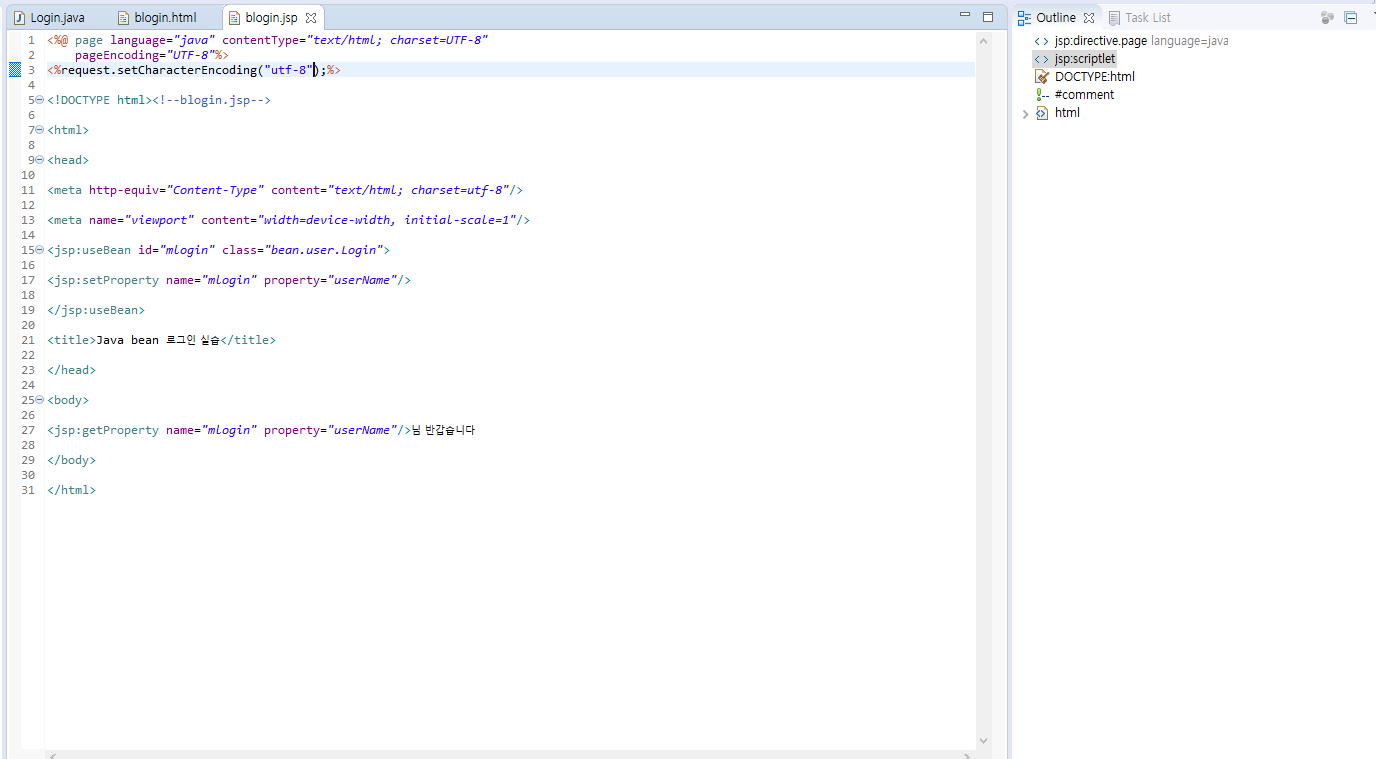 Login.java blogin.html blogin.jsp
1 <%@ page language="java" contentType="text/html; charset=UTF-8"
2 pageEncoding="UTF-8"%>
3 <%request.setCharacterEncoding("utf-8");%>
4
5 <!DOCTYPE html><!--blogin.jsp-->
6
7 <html>
8
9 <head>
10
11 <meta http-equiv="Content-Type" content="text/html; charset=utf-8"/>
12
13 <meta name="viewport" content="width=device-width, initial-scale=1"/>
14
15 <jsp:useBean id="mlogin" class="bean.user.Login">
16
17 <jsp:setProperty name="mlogin" property="userName"/>
18
19 </jsp:useBean>
20
21 <title>Java bean 로그인 실습</title>
22
23 </head>
24
25 <body>
26
27 <jsp:getProperty name="mlogin" property="userName"/>님 반갑습니다
28
29 </body>
30
31 </html>
Outline Task List
jsp:directive.page language=java
jsp:scriptlet
DOCTYPE:html
#comment
html